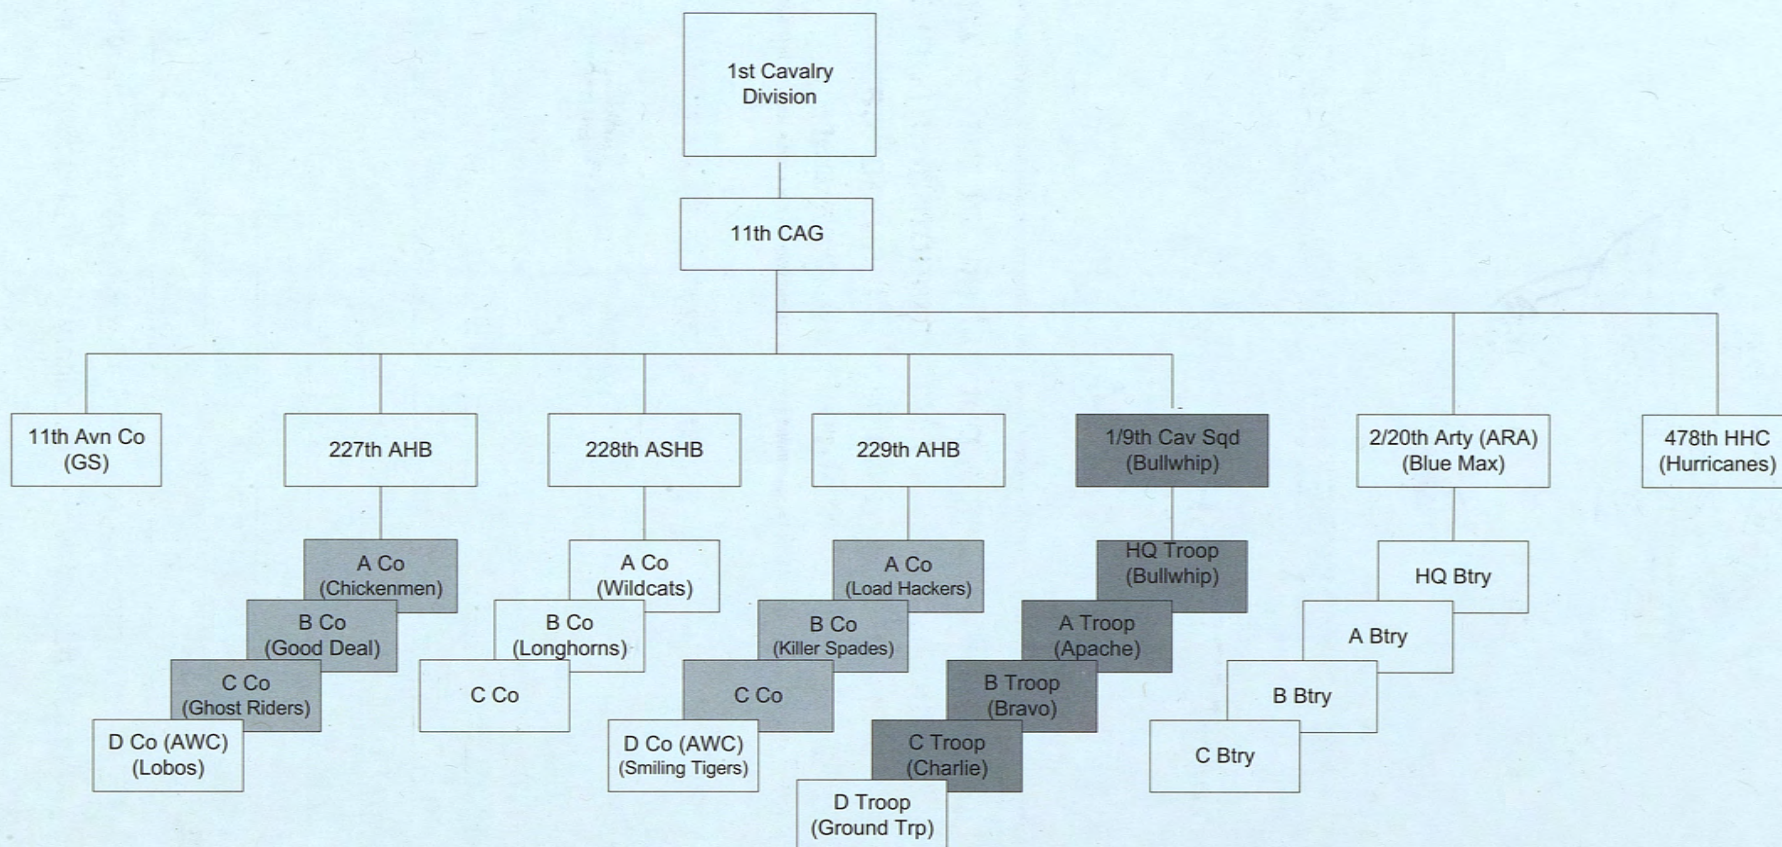 1st Cavalry
Division
11th CAG
11th Avn Co
(GS)
227th AHB
228th ASHB
229th AHB
1/9th Cav Sqd
(Bullwhip)
2/20th Arty (ARA)
(Blue Max)
478th HHC
(Hurricanes)
A Co
(Chickenmen)
B Co
(Good Deal)
C Co
(Ghost Riders)
D Co (AWC)
(Lobos)
A Co
(Wildcats)
B Co
(Longhorns)
C Co
A Co
(Load Hackers)
B Co
(Killer Spades)
C Co
D Co (AWC)
(Smiling Tigers)
HQ Troop
(Bullwhip)
A Troop
(Apache)
B Troop
(Bravo)
C Troop
(Charlie)
D Troop
(Ground Trp)
HQ Btry
A Btry
B Btry
C Btry